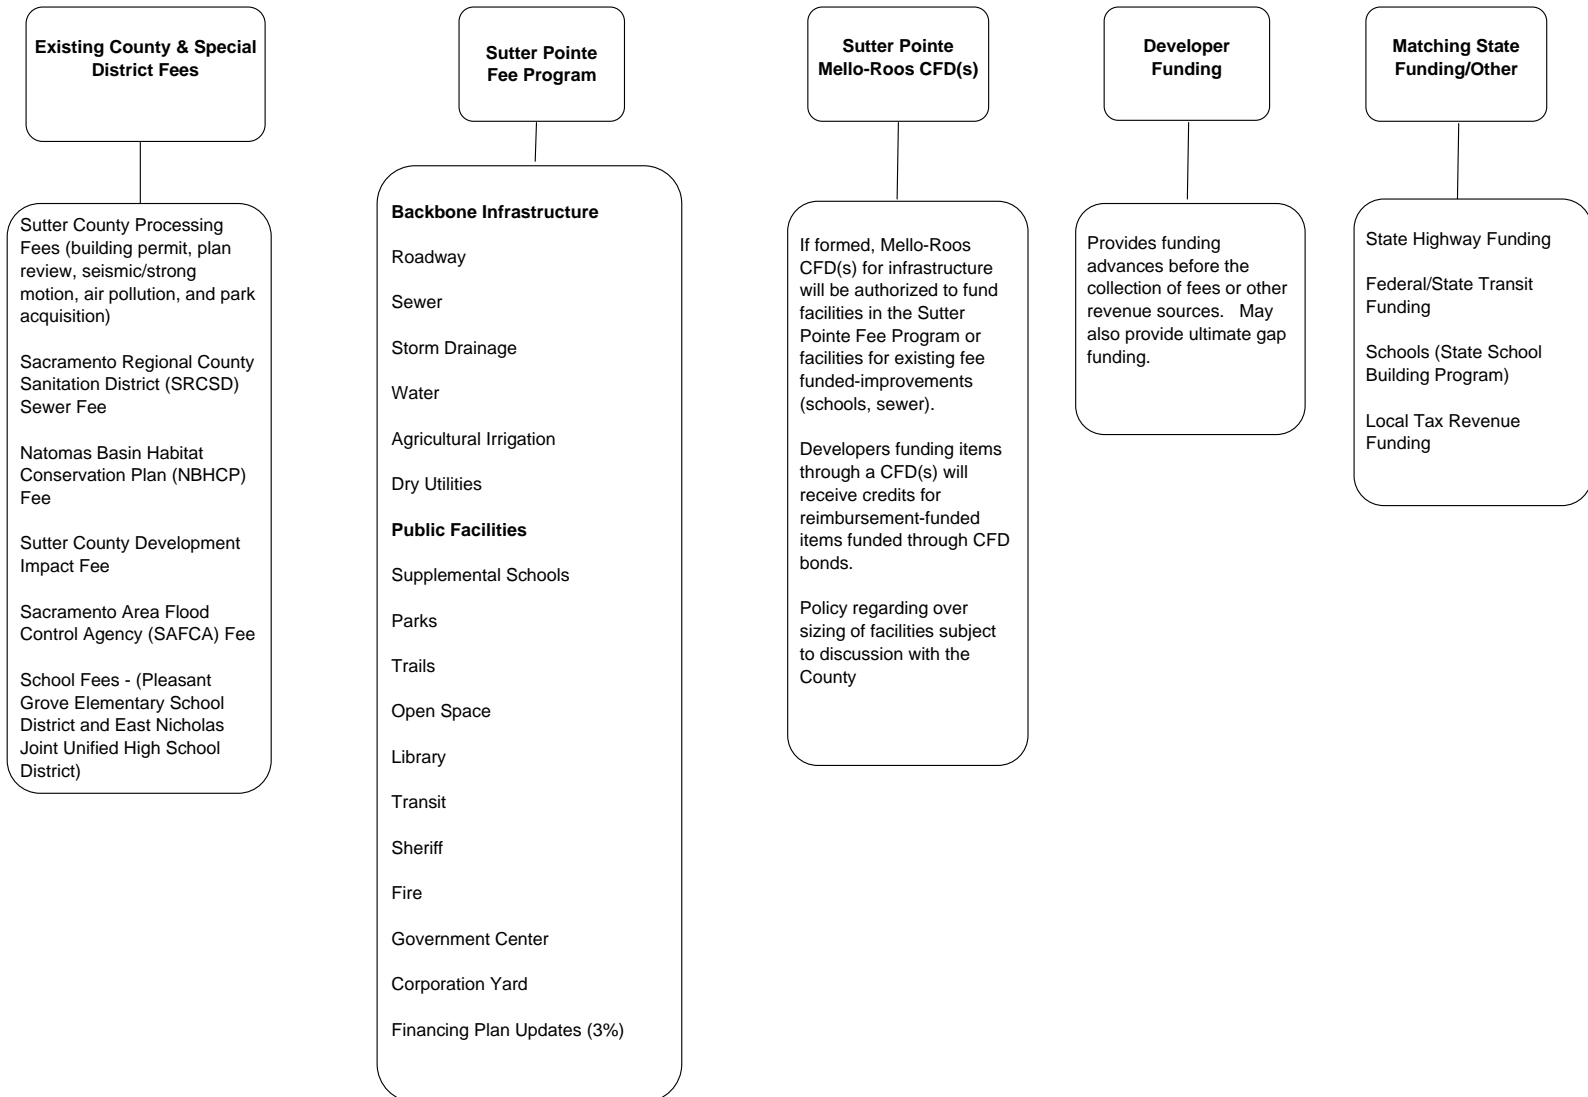 Existing County & Special
District Fees
Sutter County Processing
Fees (building permit, plan
review, seismic/strong
motion, air pollution, and park
acquisition)
Sacramento Regional County
Sanitation District (SRCSD)
Sewer Fee
Natomas Basin Habitat
Conservation Plan (NBHCP)
Fee
Sutter County Development
Impact Fee
Sacramento Area Flood
Control Agency (SAFCA) Fee
School Fees - (Pleasant
Grove Elementary School
District and East Nicholas
Joint Unified High School
District)
Sutter Pointe
Fee Program
Backbone Infrastructure
Roadway
Sewer
Storm Drainage
Water
Agricultural Irrigation
Dry Utilities
Public Facilities
Supplemental Schools
Parks
Trails
Open Space
Library
Transit
Sheriff
Fire
Government Center
Corporation Yard
Financing Plan Updates (3%)
Sutter Pointe
Mello-Roos CFD(s)
If formed, Mello-Roos
CFD(s) for infrastructure
will be authorized to fund
facilities in the Sutter
Pointe Fee Program or
facilities for existing fee
funded-improvements
(schools, sewer).
Developers funding items
through a CFD(s) will
receive credits for
reimbursement-funded
items funded through CFD
bonds.
Policy regarding over
sizing of facilities subject
to discussion with the
County
Developer
Funding
Provides funding
advances before the
collection of fees or other
revenue sources. May
also provide ultimate gap
funding.
Matching State
Funding/Other
State Highway Funding
Federal/State Transit
Funding
Schools (State School
Building Program)
Local Tax Revenue
Funding